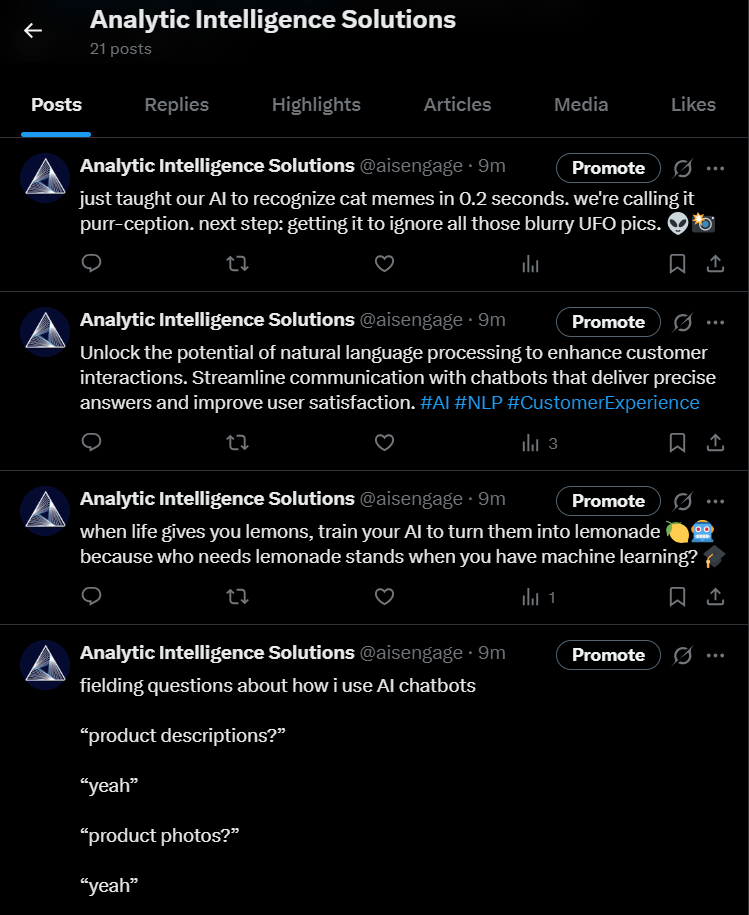 Analytic Intelligence Solutions
21 posts
Posts Replies Highlights Articles Media Likes
Analytic Intelligence Solutions @aisengage · 9m Promote
just taught our AI to recognize cat memes in 0.2 seconds. we're calling it
purr-ception. next step: getting it to ignore all those blurry UFO pics. 👽📸
Analytic Intelligence Solutions @aisengage · 9m Promote
Unlock the potential of natural language processing to enhance customer
interactions. Streamline communication with chatbots that deliver precise
answers and improve user satisfaction. #AI #NLP #CustomerExperience
3
Analytic Intelligence Solutions @aisengage · 9m Promote
when life gives you lemons, train your AI to turn them into lemonade 🍋🤖
because who needs lemonade stands when you have machine learning? 🎓
1
Analytic Intelligence Solutions @aisengage · 9m Promote
fielding questions about how i use AI chatbots
“product descriptions?”
“yeah”
“product photos?”
“yeah”